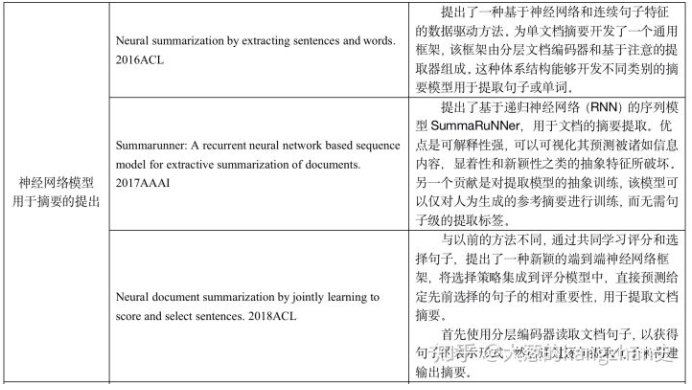 神经网络模型
用于摘要的提出
Neural summarization by extracting sentences and words.
2016ACL
提出了一种基于神经网络和连续句子特征
的数据驱动方法。为单文档摘要开发了一个通用
框架，该框架由分层文档编码器和基于注意的提
取器组成。这种体系结构能够开发不同类别的摘
要模型用于提取句子或单词。
Summarunner: A recurrent neural network based sequence
model for extractive summarization of documents.
2017AAAI
提出了基于递归神经网络（RNN）的序列模
型 SummaRuNNer，用于文档的摘要提取。优
点是可解释性强，可以可视化其预测被诸如信息
内容，显着性和新颖性之类的抽象特征所破坏。
另一个贡献是对提取模型的抽象训练，该模型可
以仅对人为生成的参考摘要进行训练，而无需句
子级的提取标签。
Neural document summarization by jointly learning to
score and select sentences. 2018ACL
与以前的方法不同，通过共同学习评分和选
择句子，提出了一种新颖的端到端神经网络框
架，将选择策略集成到评分模型中，直接预测给
定先前选择的句子的相对重要性，用于提取文档
摘要。
首先使用分层编码器读取文档句子，以获得
句子的表示形式
输出摘要。
知乎